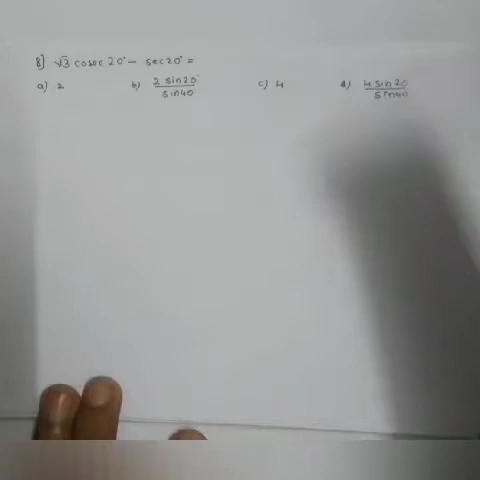 8] √3 cosec 20° - sec 20° =
a) 2 b) 2 sin20° / sin40 c) 4 d) 4 sin 20 / sin40